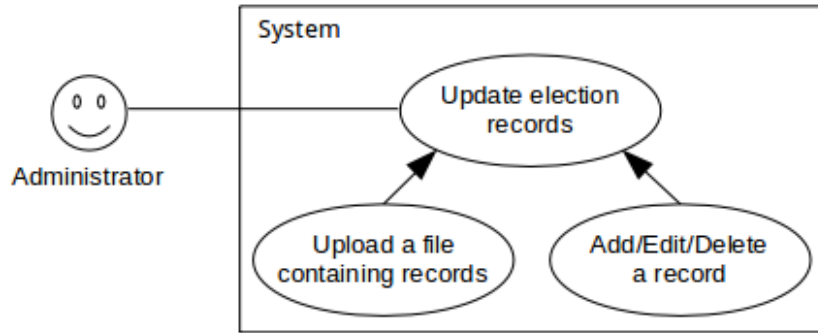 System
Update election
records
Administrator
Upload a file
containing records
Add/Edit/Delete
a record